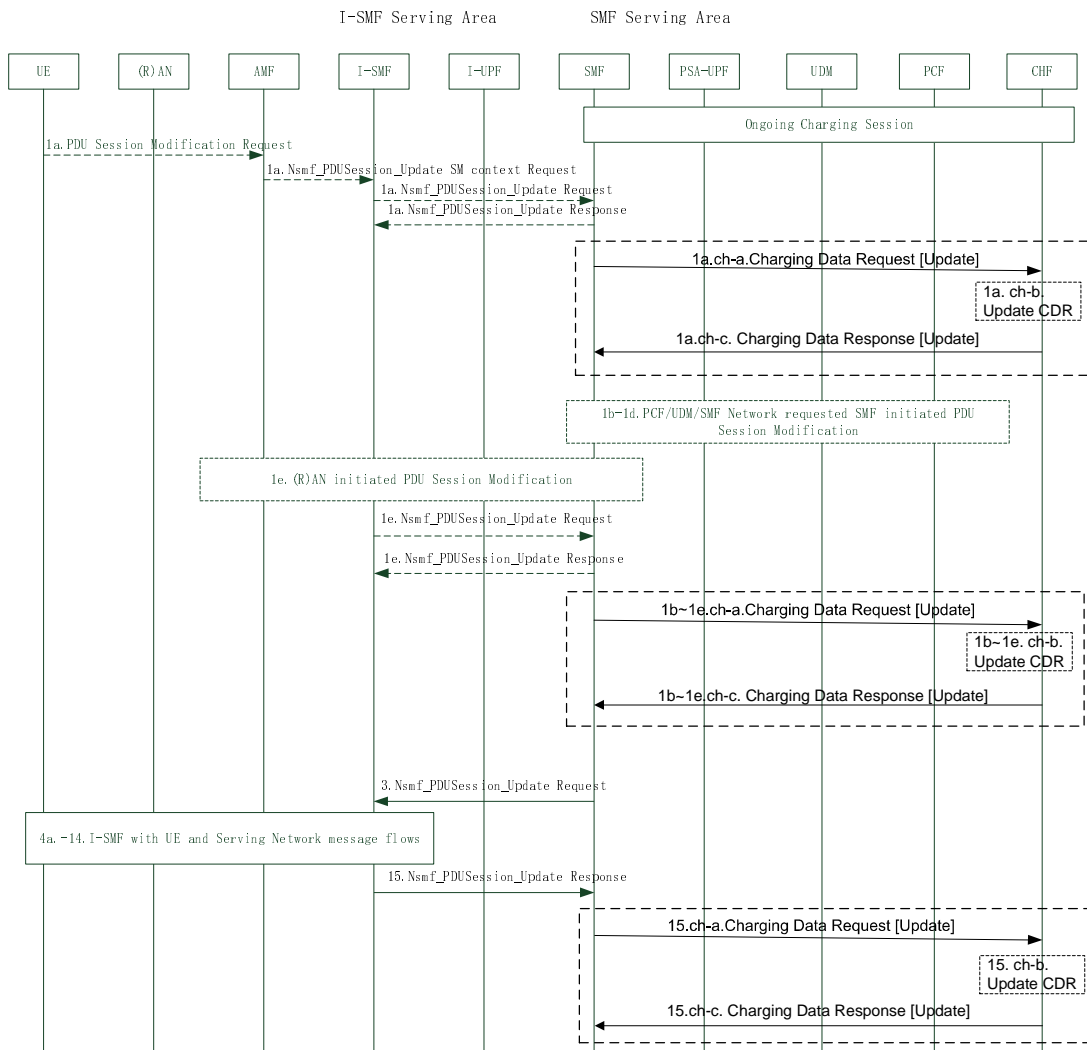 I-SMF Serving Area SMF Serving Area
UE (R)AN AMF I-SMF I-UPF SMF PSA-UPF UDM PCF CHF
Ongoing Charging Session
1a.PDU Session Modification Request
1a.Nsmf_PDUSession_Update SM context Request
1a.Nsmf_PDUSession_Update Request
1a.Nsmf_PDUSession_Update Response
1a.ch-a.Charging Data Request [Update]
1a. ch-b.
Update CDR
1a.ch-c. Charging Data Response [Update]
1b-1d.PCF/UDM/SMF Network requested SMF initiated PDU
Session Modification
1e.(R)AN initiated PDU Session Modification
1e.Nsmf_PDUSession_Update Request
1e.Nsmf_PDUSession_Update Response
1b~1e.ch-a.Charging Data Request [Update]
1b~1e. ch-b.
Update CDR
1b~1e.ch-c. Charging Data Response [Update]
3.Nsmf_PDUSession_Update Request
4a.-14.I-SMF with UE and Serving Network message flows
15.Nsmf_PDUSession_Update Response
15.ch-a.Charging Data Request [Update]
15. ch-b.
Update CDR
15.ch-c. Charging Data Response [Update]